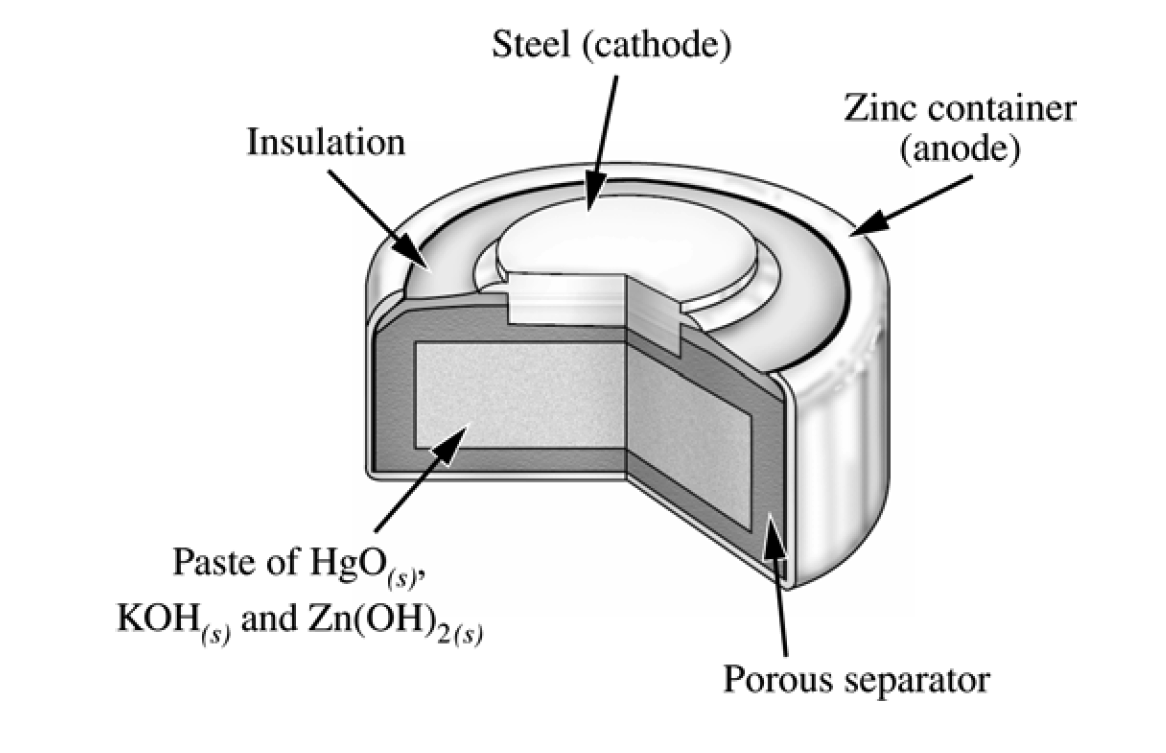 Steel (cathode)
Zinc container
(anode)
Insulation
Paste of HgO(s),
KOH(s) and Zn(OH)2(s)
Porous separator